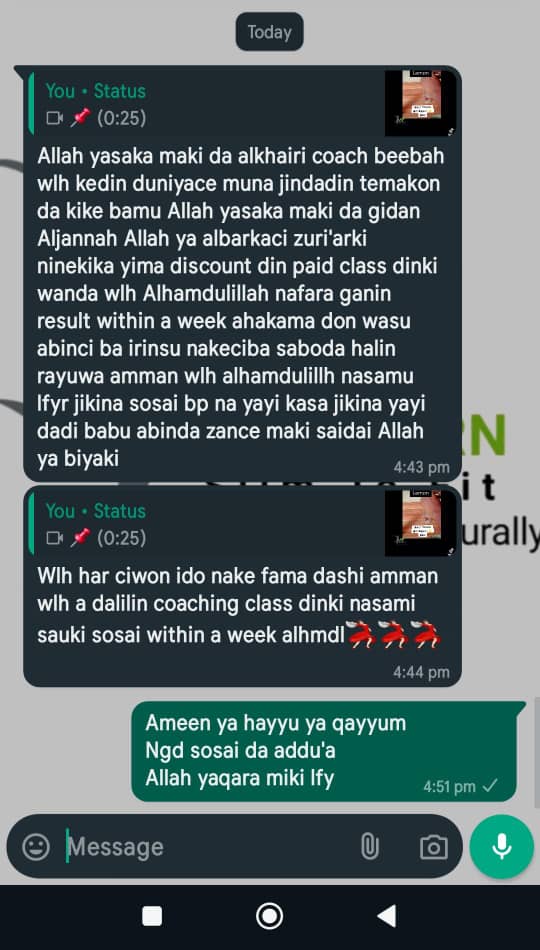 Today
You • Status
(0:25)
Allah yasaka maki da alkhairi coach beebah
wlh kedin duniyace muna jindadin temakon
da kike bamu Allah yasaka maki da gidan
Aljannah Allah ya albarkaci zuri'arki
ninekika yima discount din paid class dinki
wanda wlh Alhamdulillah nafara ganin
result within a week ahakama don wasu
abinci ba irinsu nakeciba saboda halin
rayuwa amman wlh alhamdulillh nasamu
lfyr jikina sosai bp na yayi kasa jikina yayi
dadi babu abinda zance maki saidai Allah
ya biyaki
4:43 pm
You • Status
(0:25)
Wlh har ciwon ido nake fama dashi amman
wlh a dalilin coaching class dinki nasami
sauki sosai within a week alhmdl
4:44 pm
Ameen ya hayyu ya qayyum
Ngd sosai da addu'a
Allah yaqara miki lfy
4:51 pm
Message